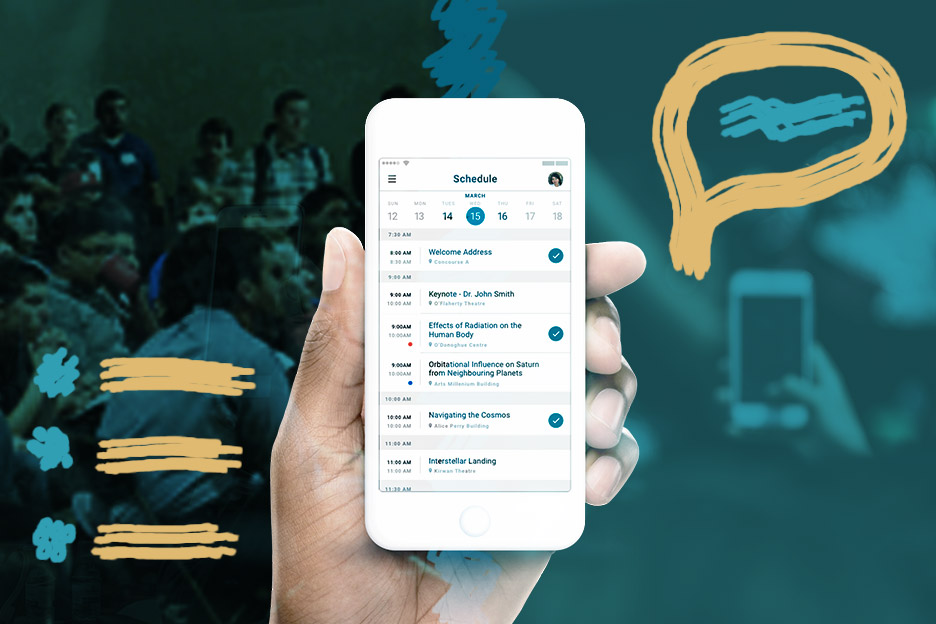 Schedule
MARCH
SUN MON TUES WED THU FRI SAT
12 13 14 15 16 17 18
7:30 AM
8:00 AM Welcome Address
8:30 AM Concourse A
9:00 AM
9:00 AM Keynote - Dr. John Smith
10:00 AM O'Flaherty Theatre
9:00AM Effects of Radiation on the
10:00AM Human Body
O'Donoghue Centre
9:00AM Orbitational Influence on Saturn
10:00AM from Neighbouring Planets
Arts Millenium Building
10:00 AM
10:00 AM Navigating the Cosmos
11:00 AM Alice Perry Building
11:00 AM
11:00 AM Interstellar Landing
11:00 AM Kirwan Theatre
11:30 AM